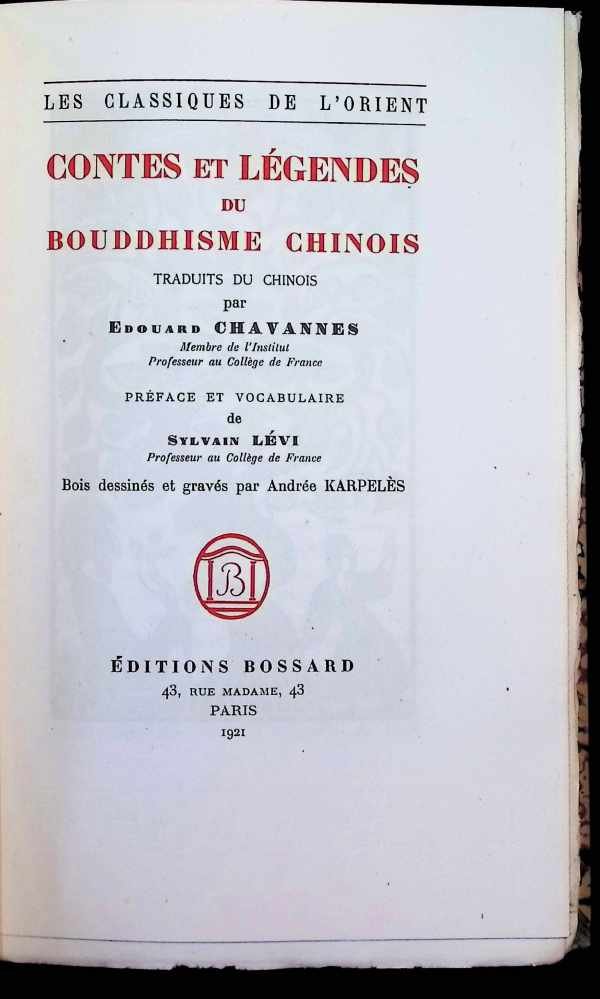 LES CLASSIQUES DE L'ORIENT
CONTES ET LÉGENDES
DU
BOUDDHISME CHINOIS
TRADUITS DU CHINOIS
par
EDOUARD CHAVANNES
Membre de l'Institut
Professeur au Collège de France
PRÉFACE ET VOCABULAIRE
de
SYLVAIN LÉVI
Professeur au Collège de France
Bois dessinés et gravés par Andrée KARPELÈS
B
ÉDITIONS BOSSARD
43, RUE MADAME, 43
PARIS
1921